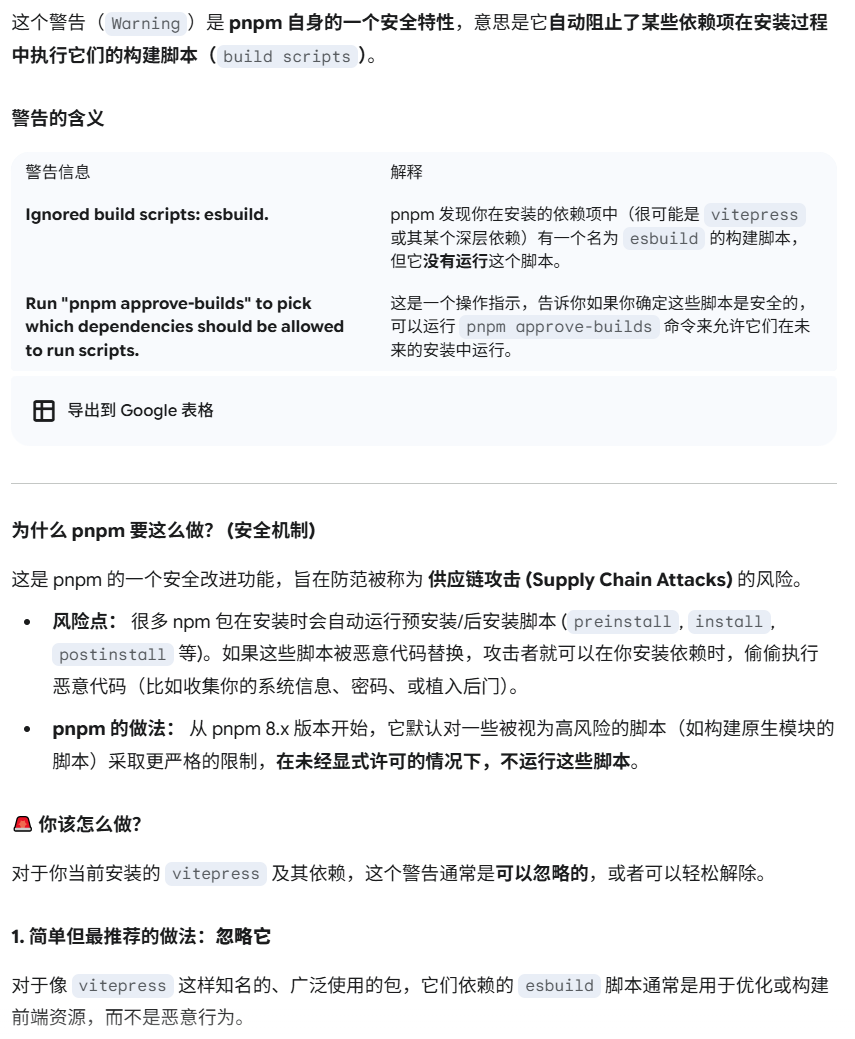 这个警告（Warning）是 pnpm 自身的一个安全特性，意思是它自动阻止了某些依赖项在安装过程
中执行它们的构建脚本（build scripts）。
警告的含义
警告信息
解释
Ignored build scripts: esbuild.
pnpm 发现你在安装的依赖项中（很可能是 vitepress
或其某个深层依赖）有一个名为 esbuild 的构建脚本，
但它没有运行这个脚本。
Run "pnpm approve-builds" to pick
which dependencies should be allowed
to run scripts.
这是一个操作指示，告诉你如果你确定这些脚本是安全的，
可以运行 pnpm approve-builds 命令来允许它们在未
来的安装中运行。
导出到 Google 表格
为什么 pnpm 要这么做？ (安全机制)
这是 pnpm 的一个安全改进功能，旨在防范被称为 供应链攻击 (Supply Chain Attacks) 的风险。
• 风险点： 很多 npm 包在安装时会自动运行预安装/后安装脚本 (preinstall, install,
postinstall 等)。如果这些脚本被恶意代码替换，攻击者就可以在你安装依赖时，偷偷执行
恶意代码（比如收集你的系统信息、密码、或植入后门）。
• pnpm 的做法： 从 pnpm 8.x 版本开始，它默认对一些被视为高风险的脚本（如构建原生模块的
脚本）采取更严格的限制，在未经显式许可的情况下，不运行这些脚本。
🚨 你该怎么做？
对于你当前安装的 vitepress 及其依赖，这个警告通常是可以忽略的，或者可以轻松解除。
1. 简单但最推荐的做法：忽略它
对于像 vitepress 这样知名的、广泛使用的包，它们依赖的 esbuild 脚本通常是用于优化或构建
前端资源，而不是恶意行为。